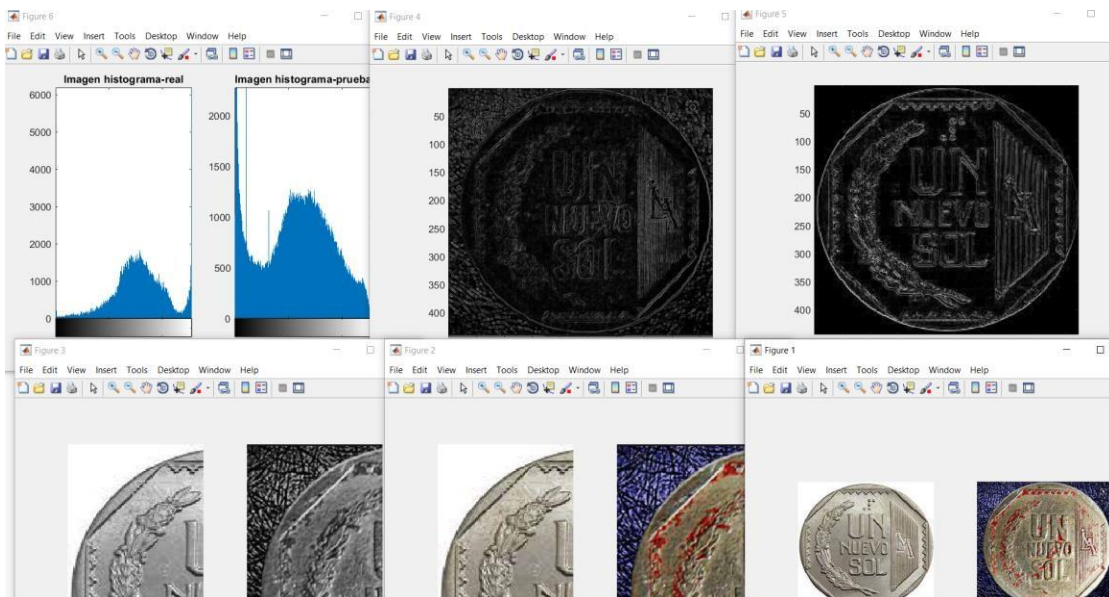 Figure 6
File Edit View Insert Tools Desktop Window Help
Imagen histograma-real
6000
5000
4000
3000
2000
1000
0
Imagen histograma-prueba
2000
1500
1000
500
0
Figure 4
File Edit View Insert Tools Desktop Window Help
50
100
150
200
250
300
350
400
UN
NUEVO
SOL
Figure 5
File Edit View Insert Tools Desktop Window Help
50
100
150
200
250
300
350
400
UN
NUEVO
SOL
Figure 3
File Edit View Insert Tools Desktop Window Help
Figure 2
File Edit View Insert Tools Desktop Window Help
Figure 1
File Edit View Insert Tools Desktop Window Help
UN
NUEVO
SOL
UN
NUEVO
SOL